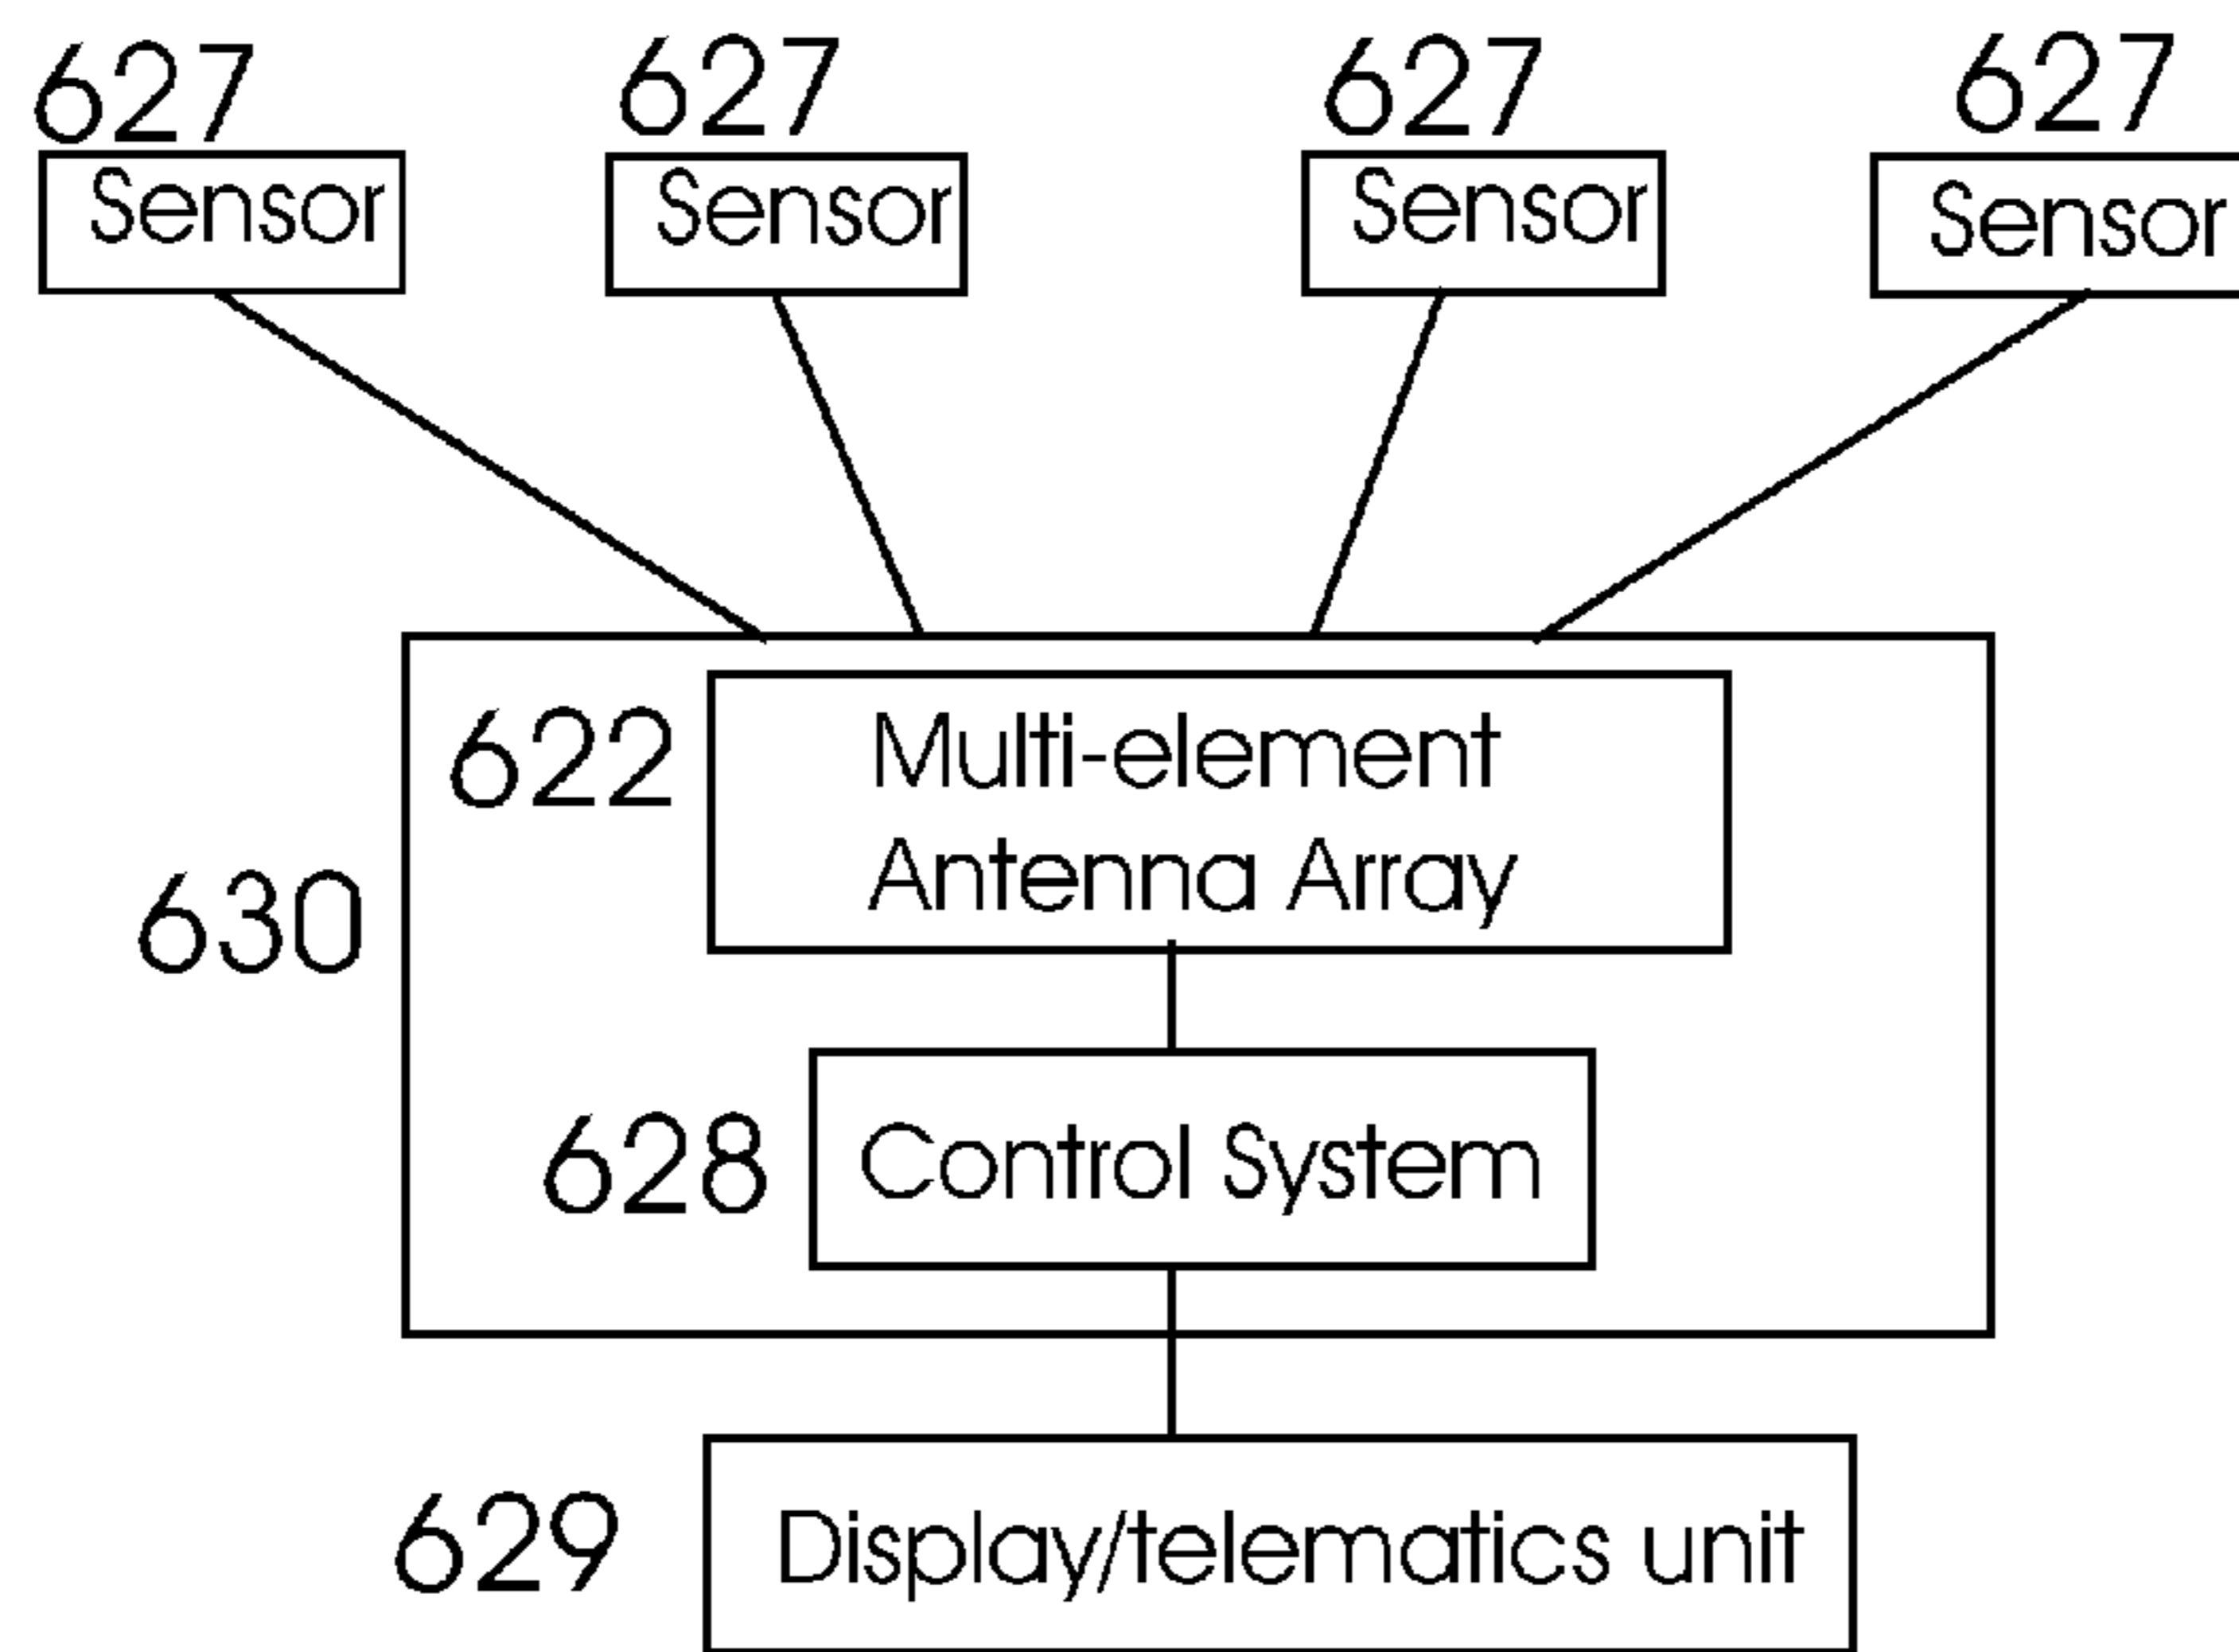 627 627 627 627
Sensor Sensor Sensor Sensor
622 Multi-element
Antenna Array
630
628 Control System
629 Display/telematics unit